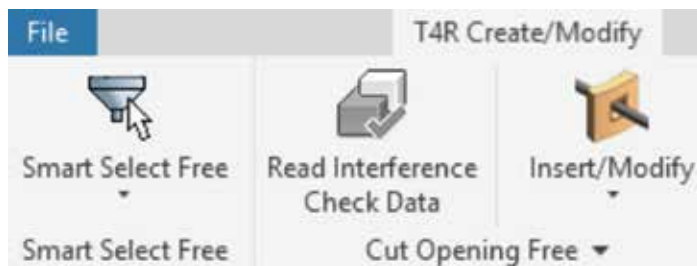 File
T4R Create/Modify
Smart Select Free
Read Interference
Check Data
Insert/Modify
Smart Select Free
Cut Opening Free